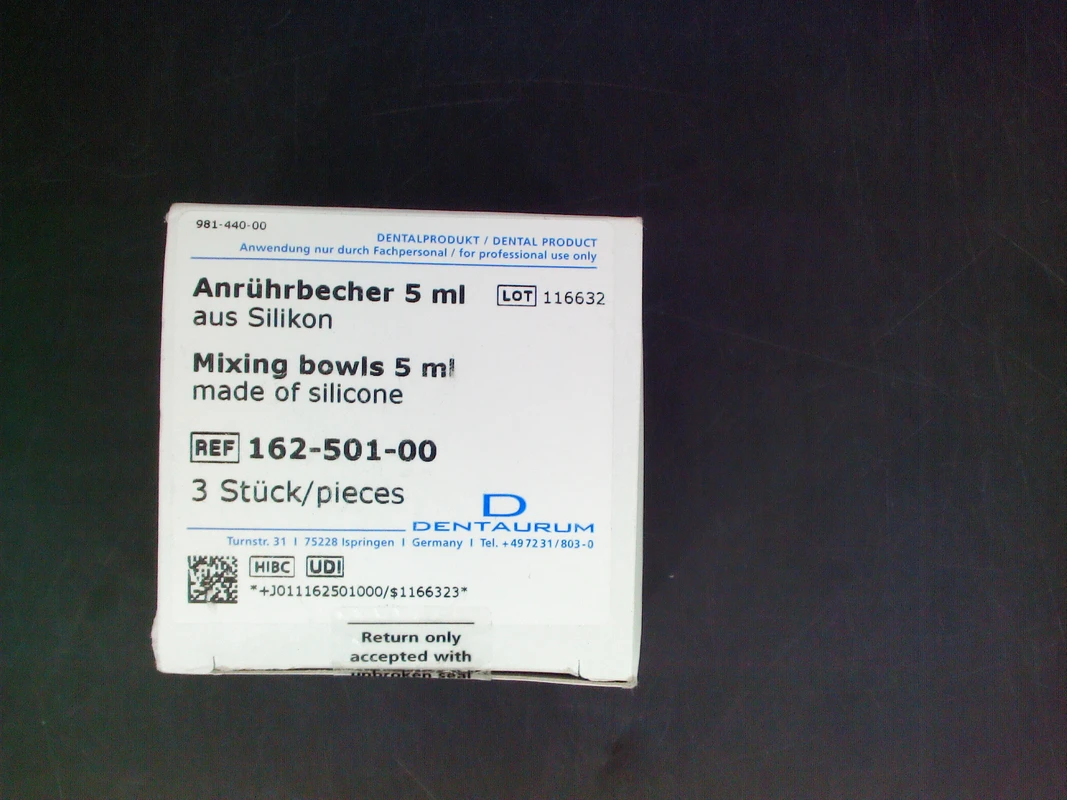 981-440-00
DENTALPRODUKT / DENTAL PRODUCT
Anwendung nur durch Fachpersonal / for professional use only
Anrührbecher 5 ml
LOT 116632
aus Silikon
Mixing bowls 5 ml
made of silicone
REF 162-501-00
3 Stück/pieces
D
DENTAURUM
Turnstr. 31 I 75228 Ispringen I Germany I Tel. +497231/803-0
HIBC UDI
*+J011162501000/$1166323*
Return only
accepted with
unbroken seal